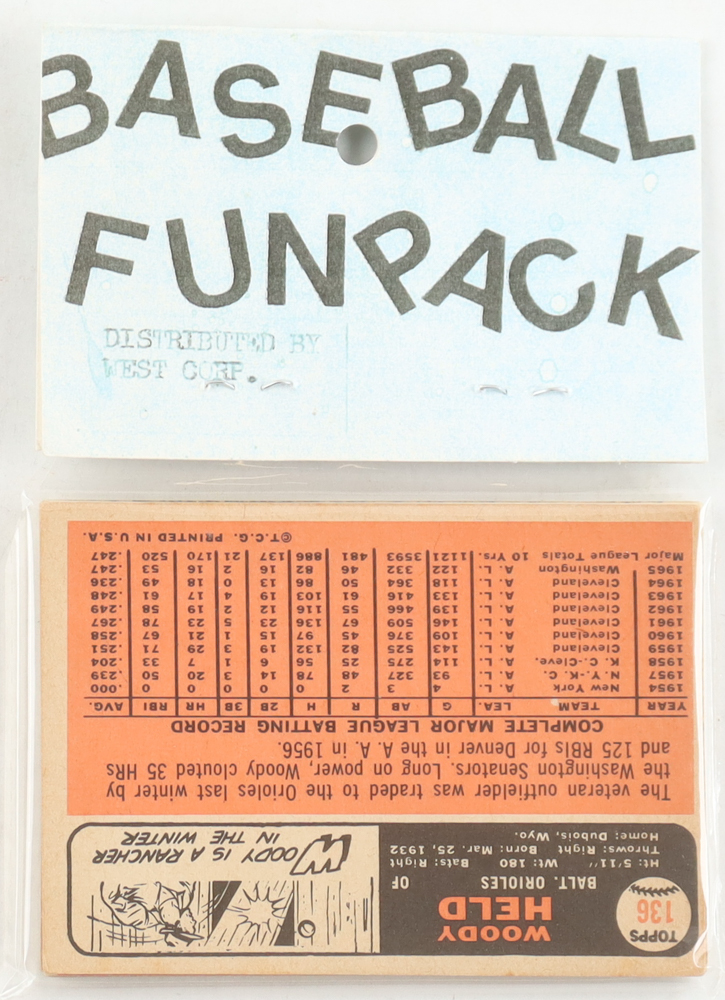 BASEBALL
FUNPACK
DISTRIBUTED BY
WEST CORP.
TOPPS
136
WOODY
HELD
BALT. ORIOLES OF
Ht: 5'11" Wt: 180 Bats: Right
Throws: Right Born: Mar. 25, 1932
Home: Dubois, Wyo.
WOODY IS A RANCHER
IN THE WINTER
The veteran outfielder was traded to the Orioles last winter by
the Washington Senators. Long on power, Woody clouted 35 HRs
and 125 RBIs for Denver in the A. A. in 1956.
COMPLETE MAJOR LEAGUE BATTING RECORD
YEAR TEAM LEA. G AB R H 2B 3B HR RBI AVG.
1954 New York A. L. 4 3 2 0 0 0 0 0 .000
1957 N.Y.-K. C. A. L. 93 327 48 78 14 3 20 50 .239
1958 K. C.-Cleve. A. L. 114 275 25 56 6 1 7 33 .204
1959 Cleveland A. L. 143 525 82 132 19 3 29 71 .251
1960 Cleveland A. L. 109 376 45 97 15 1 21 67 .258
1961 Cleveland A. L. 146 509 67 136 23 5 23 78 .267
1962 Cleveland A. L. 139 466 55 116 12 2 19 58 .249
1963 Cleveland A. L. 133 416 61 103 19 4 17 61 .248
1964 Cleveland A. L. 118 364 50 86 13 0 18 49 .236
1965 Washington A. L. 122 332 46 82 16 2 16 53 .247
Major League Totals 10 Yrs. 1121 3593 481 886 137 21 170 520 .247
©T.C.G. PRINTED IN U.S.A.